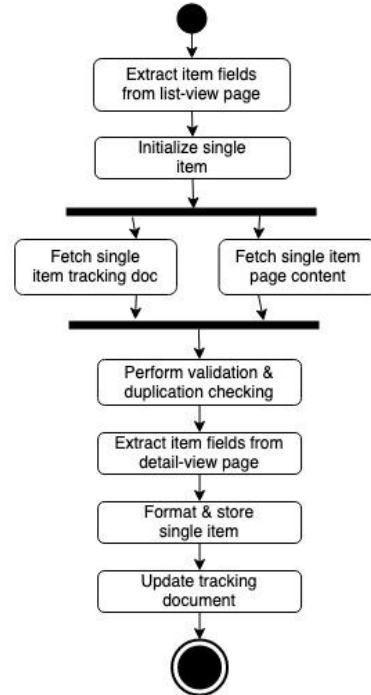 Extract item fields
from list-view page
Initialize single
item
Fetch single
item tracking doc
Fetch single item
page content
Perform validation &
duplication checking
Extract item fields from
detail-view page
Format & store
single item
Update tracking
document